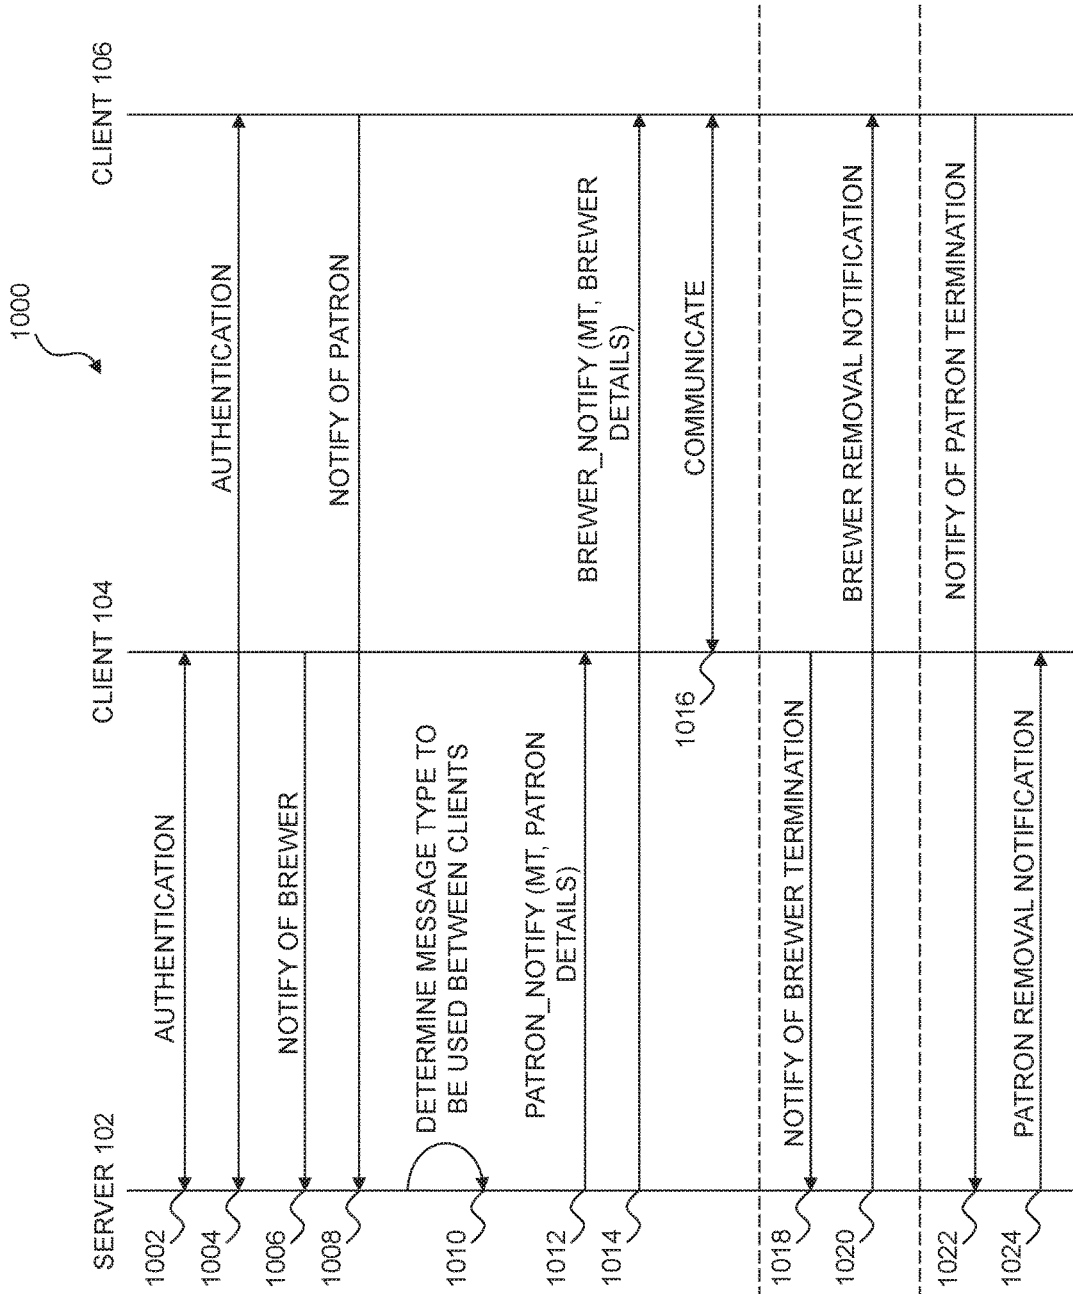 1000
SERVER 102
CLIENT 104
CLIENT 106
1002
AUTHENTICATION
1004
AUTHENTICATION
1006
NOTIFY OF BREWER
1008
NOTIFY OF PATRON
1010
DETERMINE MESSAGE TYPE TO
BE USED BETWEEN CLIENTS
1012
PATRON_NOTIFY (MT, PATRON
DETAILS)
1014
BREWER_NOTIFY (MT, BREWER
DETAILS)
1016
COMMUNICATE
1018
NOTIFY OF BREWER TERMINATION
1020
BREWER REMOVAL NOTIFICATION
1022
NOTIFY OF PATRON TERMINATION
1024
PATRON REMOVAL NOTIFICATION